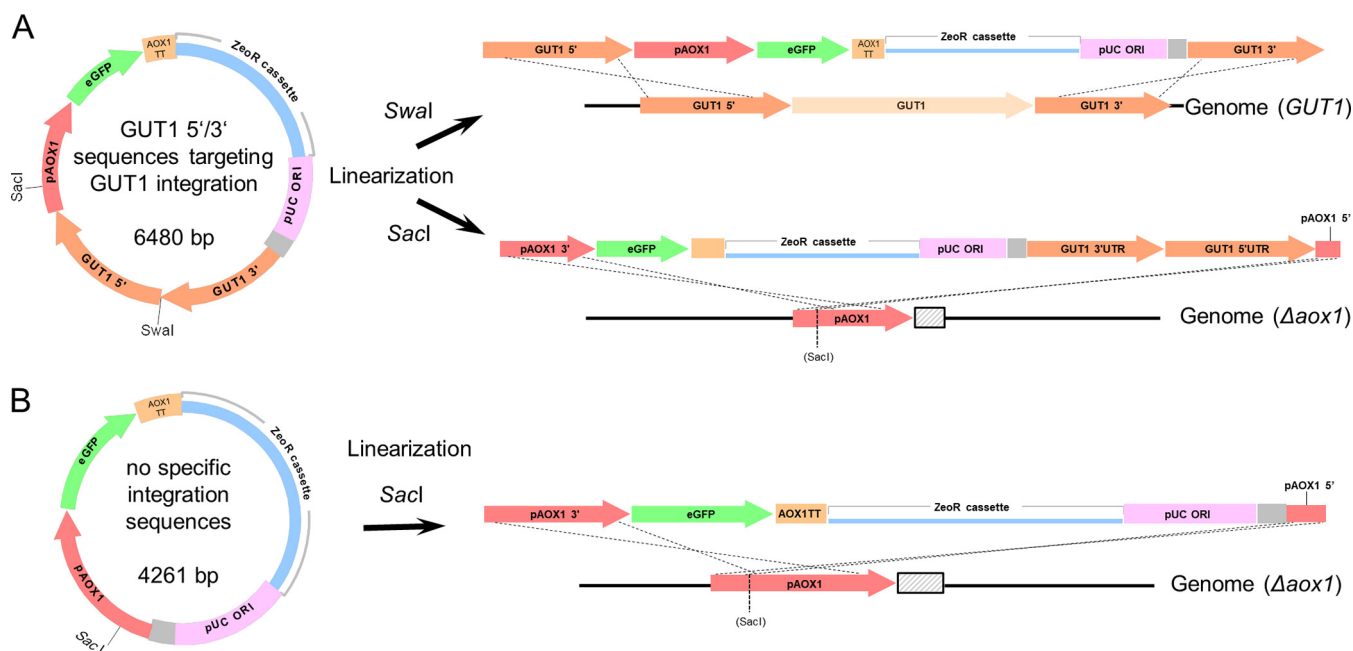 A
AOX1
TT
ZeoR cassette
eGFP
pAOX1
SacI
GUT1 5‘/3‘
sequences targeting
GUT1 integration
6480 bp
pUC ORI
GUT1 5'
GUT1 3'
SwaI
SwaI
Linearization
SacI
GUT1 5'
pAOX1
eGFP
AOX1
TT
ZeoR cassette
pUC ORI
GUT1 3'
GUT1 5'
GUT1
GUT1 3'
Genome (GUT1)
pAOX1 5'
pAOX1 3'
eGFP
ZeoR cassette
pUC ORI
GUT1 3'UTR
GUT1 5'UTR
pAOX1
Genome (Δaox1)
(SacI)
B
AOX1
TT
ZeoR cassette
eGFP
no specific
integration
sequences
4261 bp
pAOX1
SacI
pUC ORI
Linearization
SacI
pAOX1 5'
pAOX1 3'
eGFP
AOX1TT
ZeoR cassette
pUC ORI
pAOX1
Genome (Δaox1)
(SacI)